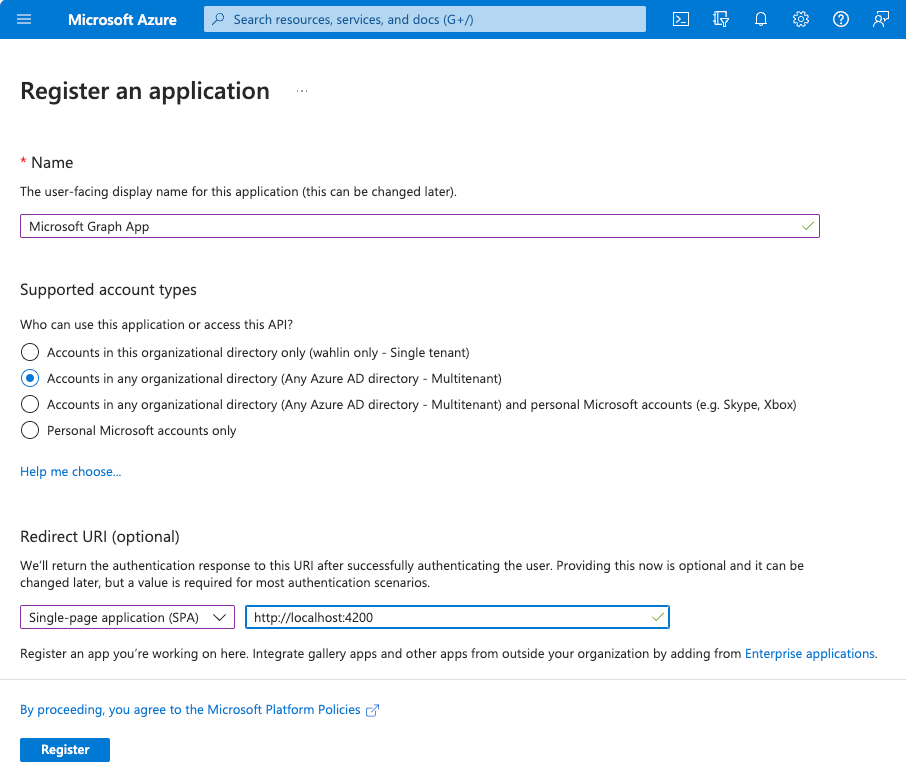 Microsoft Azure
Search resources, services, and docs (G+/)
Register an application ...
* Name
The user-facing display name for this application (this can be changed later).
Microsoft Graph App
Supported account types
Who can use this application or access this API?
Accounts in this organizational directory only (wahlin only - Single tenant)
Accounts in any organizational directory (Any Azure AD directory - Multitenant)
Accounts in any organizational directory (Any Azure AD directory - Multitenant) and personal Microsoft accounts (e.g. Skype, Xbox)
Personal Microsoft accounts only
Help me choose...
Redirect URI (optional)
We'll return the authentication response to this URI after successfully authenticating the user. Providing this now is optional and it can be
changed later, but a value is required for most authentication scenarios.
Single-page application (SPA)
http://localhost:4200
Register an app you're working on here. Integrate gallery apps and other apps from outside your organization by adding from Enterprise applications.
By proceeding, you agree to the Microsoft Platform Policies
Register